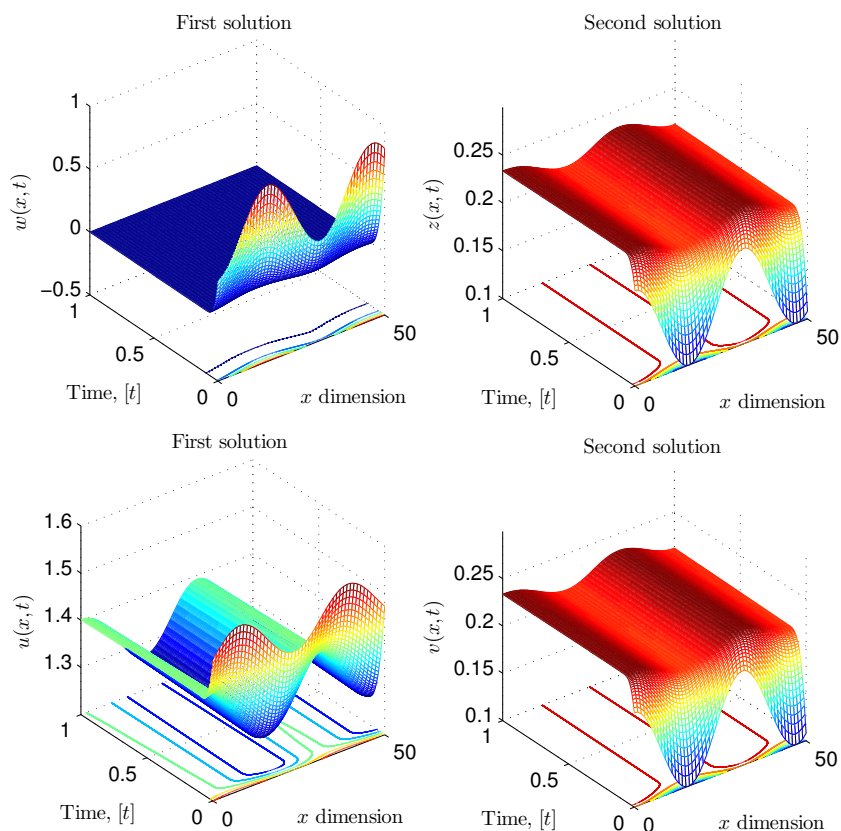 First solution
1
0.5
0
−0.5
w(x, t)
1
0.5
0
Time, [t]
0
50
x dimension
Second solution
0.25
0.2
0.15
0.1
z(x, t)
1
0.5
0
Time, [t]
0
50
x dimension
First solution
1.6
1.5
1.4
1.3
u(x, t)
1
0.5
0
Time, [t]
0
50
x dimension
Second solution
0.25
0.2
0.15
0.1
v(x, t)
1
0.5
0
Time, [t]
0
50
x dimension